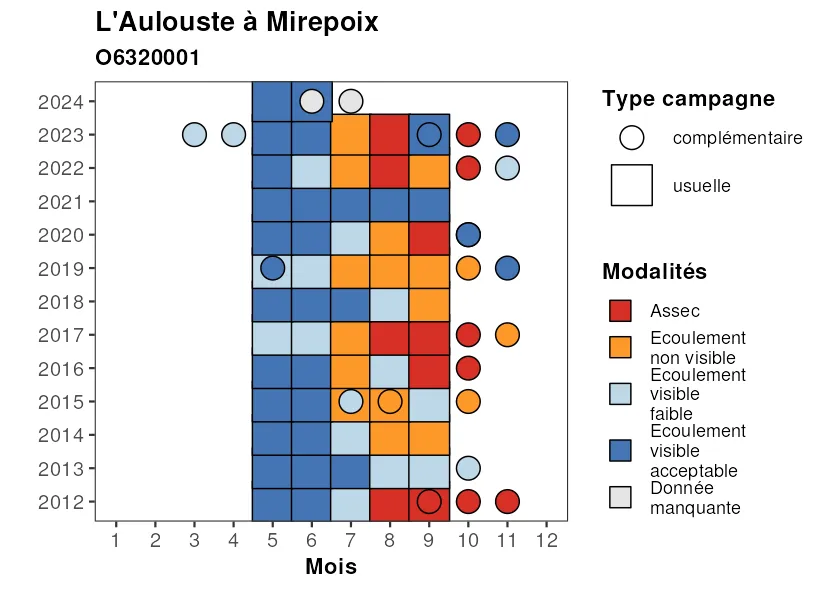 L'Aulouste à Mirepoix
O6320001
2024
2023
2022
2021
2020
2019
2018
2017
2016
2015
2014
2013
2012
1 2 3 4 5 6 7 8 9 10 11 12
Mois
Type campagne
complémentaire
usuelle
Modalités
Assec
Ecoulement
non visible
Ecoulement
visible
faible
Ecoulement
visible
acceptable
Donnée
manquante